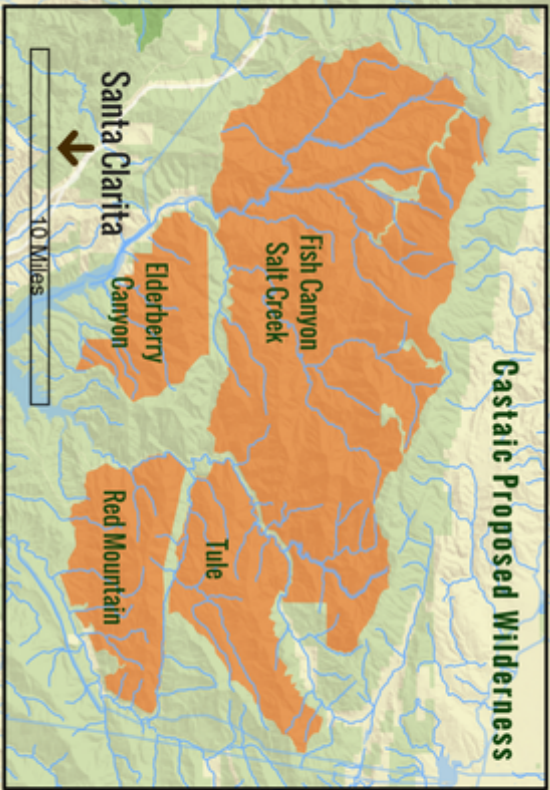 Castaic Proposed Wilderness
Fish Canyon
Salt Creek
Tule
Elderberry
Canyon
Red Mountain
Santa Clarita
10 Miles